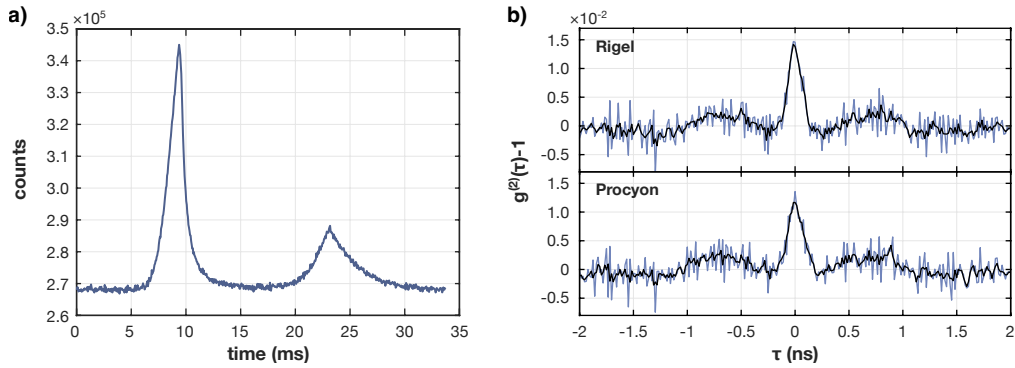 a)
×10⁵
3.5
3.4
3.3
3.2
3.1
3.0
2.9
2.8
2.7
2.6
counts
0 5 10 15 20 25 30 35
time (ms)
b)
×10⁻²
Rigel
1.5
1.0
0.5
0
-0.5
Procyon
1.5
1.0
0.5
0
-0.5
g⁽²⁾(τ)-1
-2 -1.5 -1 -0.5 0 0.5 1 1.5 2
τ (ns)